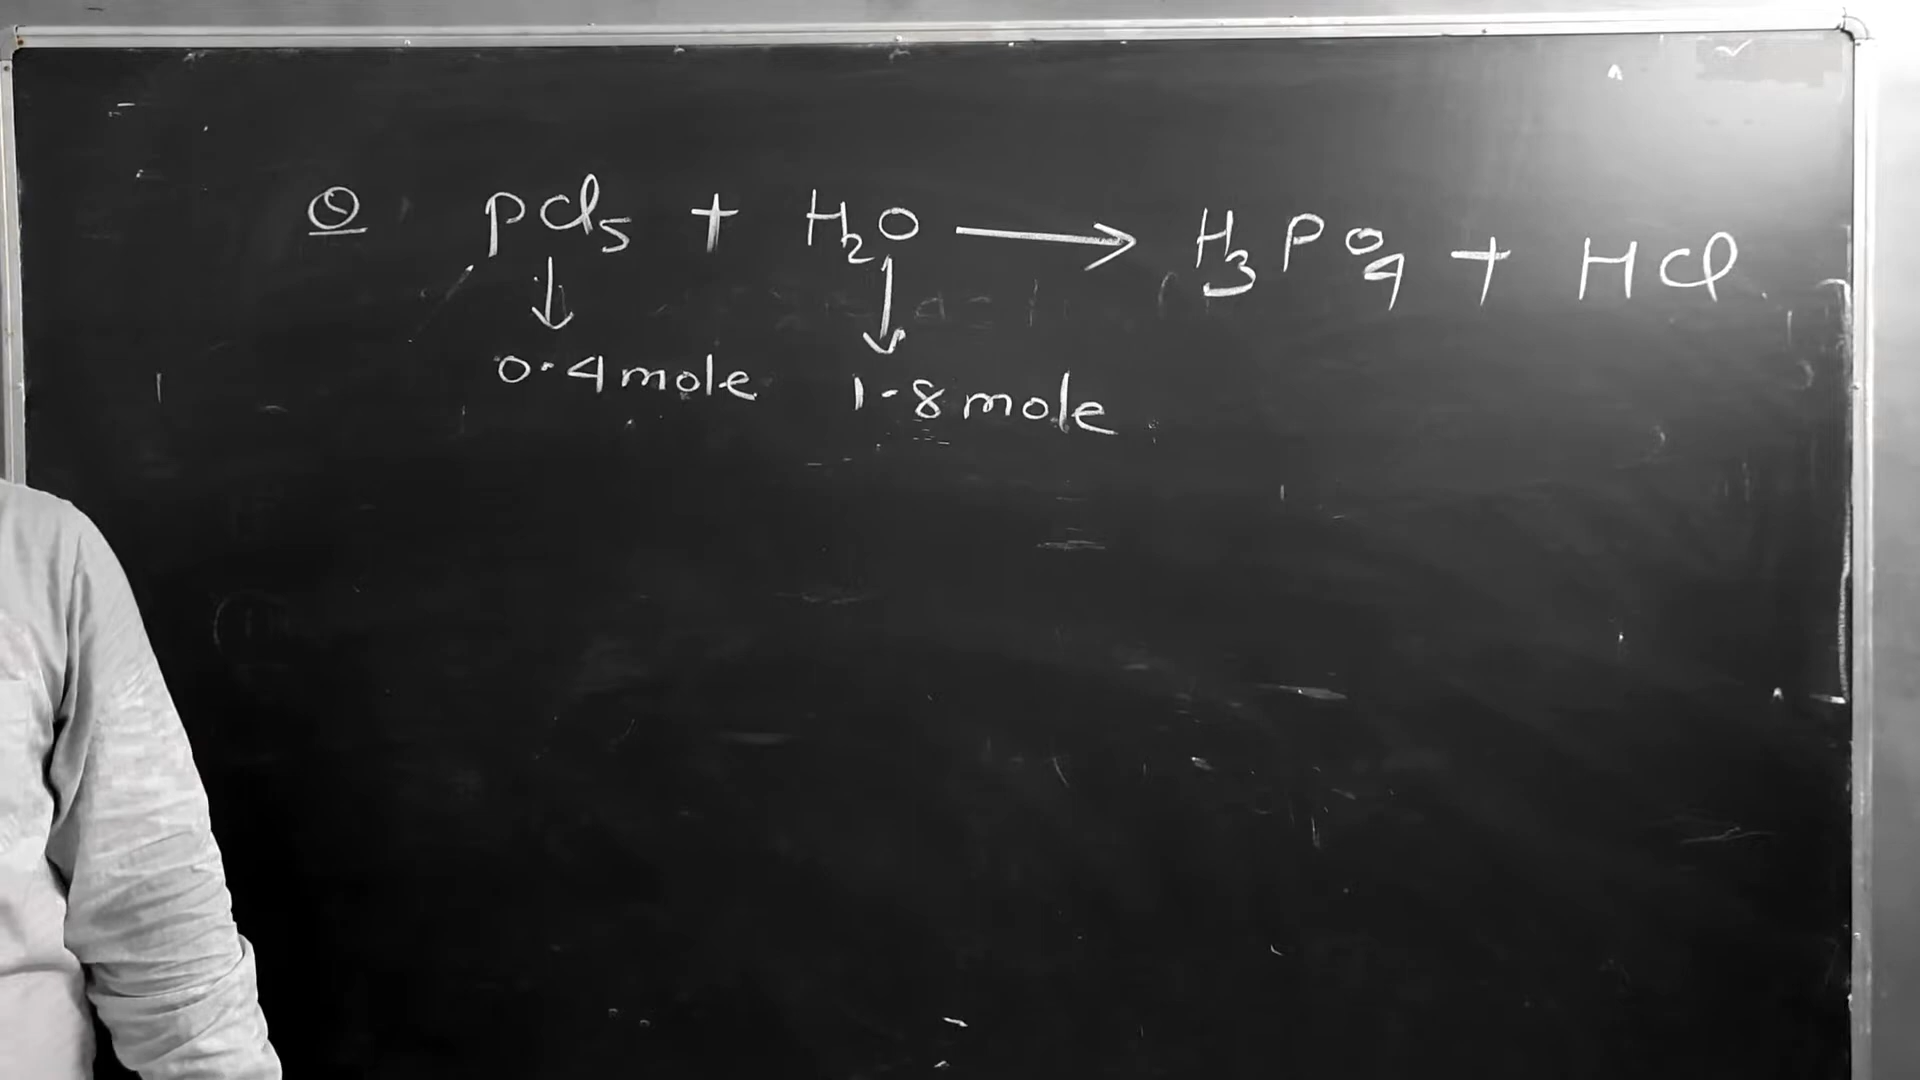 Q PCl₅ + H₂O ⟶ H₃PO₄ + HCl
↓ ↓
0.4 mole 1.8 mole